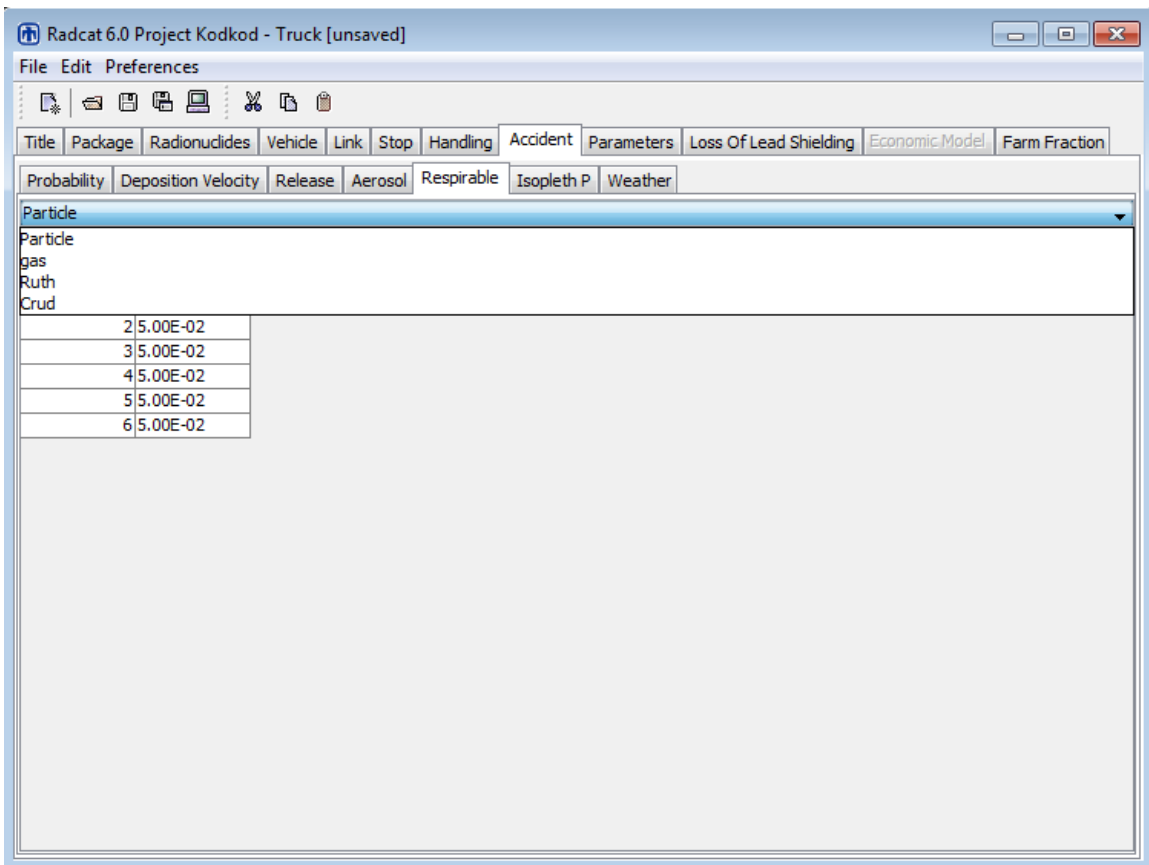 Radcat 6.0 Project Kodkod - Truck [unsaved]
File Edit Preferences
Title Package Radionuclides Vehicle Link Stop Handling Accident Parameters Loss Of Lead Shielding Economic Model Farm Fraction
Probability Deposition Velocity Release Aerosol Respirable Isopleth P Weather
Particle
Particle
gas
Ruth
Crud
2 5.00E-02
3 5.00E-02
4 5.00E-02
5 5.00E-02
6 5.00E-02